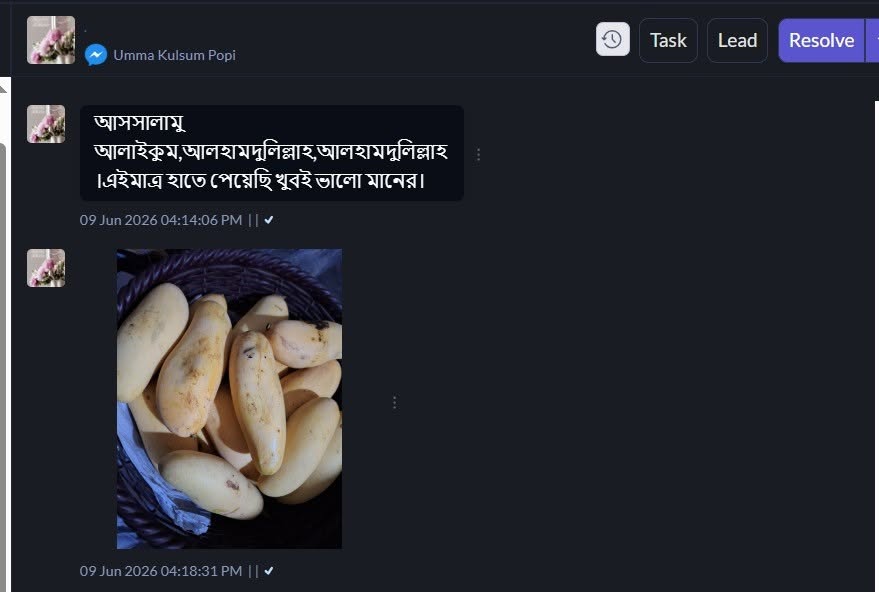 Umma Kulsum Popi
Task
Lead
Resolve
আসসালামু
আলাইকুম,আলহামদুলিল্লাহ,আলহামদুলিল্লাহ
।এইমাত্র হাতে পেয়েছি খুবই ভালো মানের।
09 Jun 2026 04:14:06 PM ||
09 Jun 2026 04:18:31 PM ||